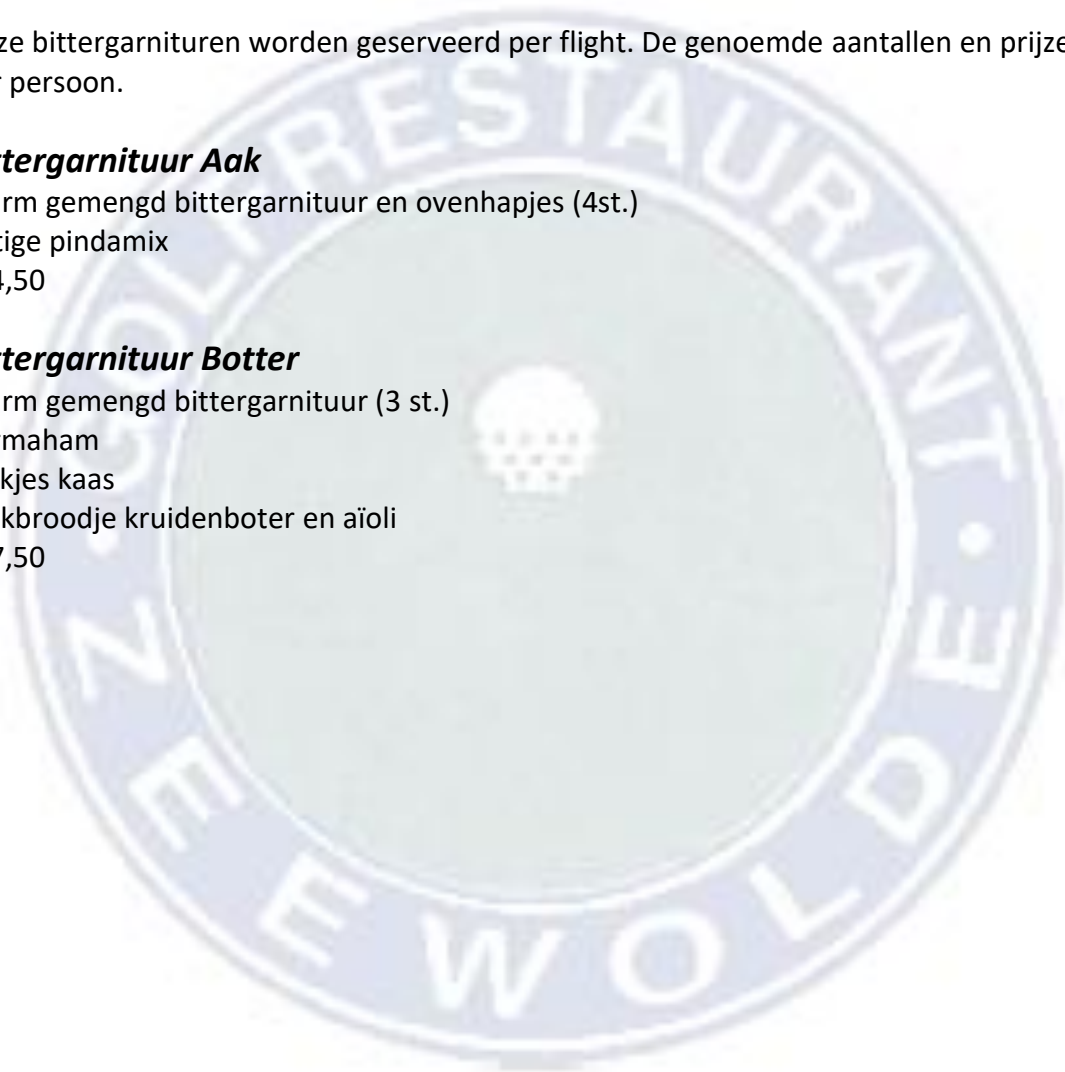 ze bittergarnituren worden geserveerd per flight. De genoemde aantallen en prijze
r persoon.
ttergarnituur Aak
rm gemengd bittergarnituur en ovenhapjes (4st.)
tige pindamix
4,50
ttergarnituur Botter
rm gemengd bittergarnituur (3 st.)
rmaham
kjes kaas
kbroodje kruidenboter en aïoli
7,50
GOLFRESTAURANT
ZEEWOLDE